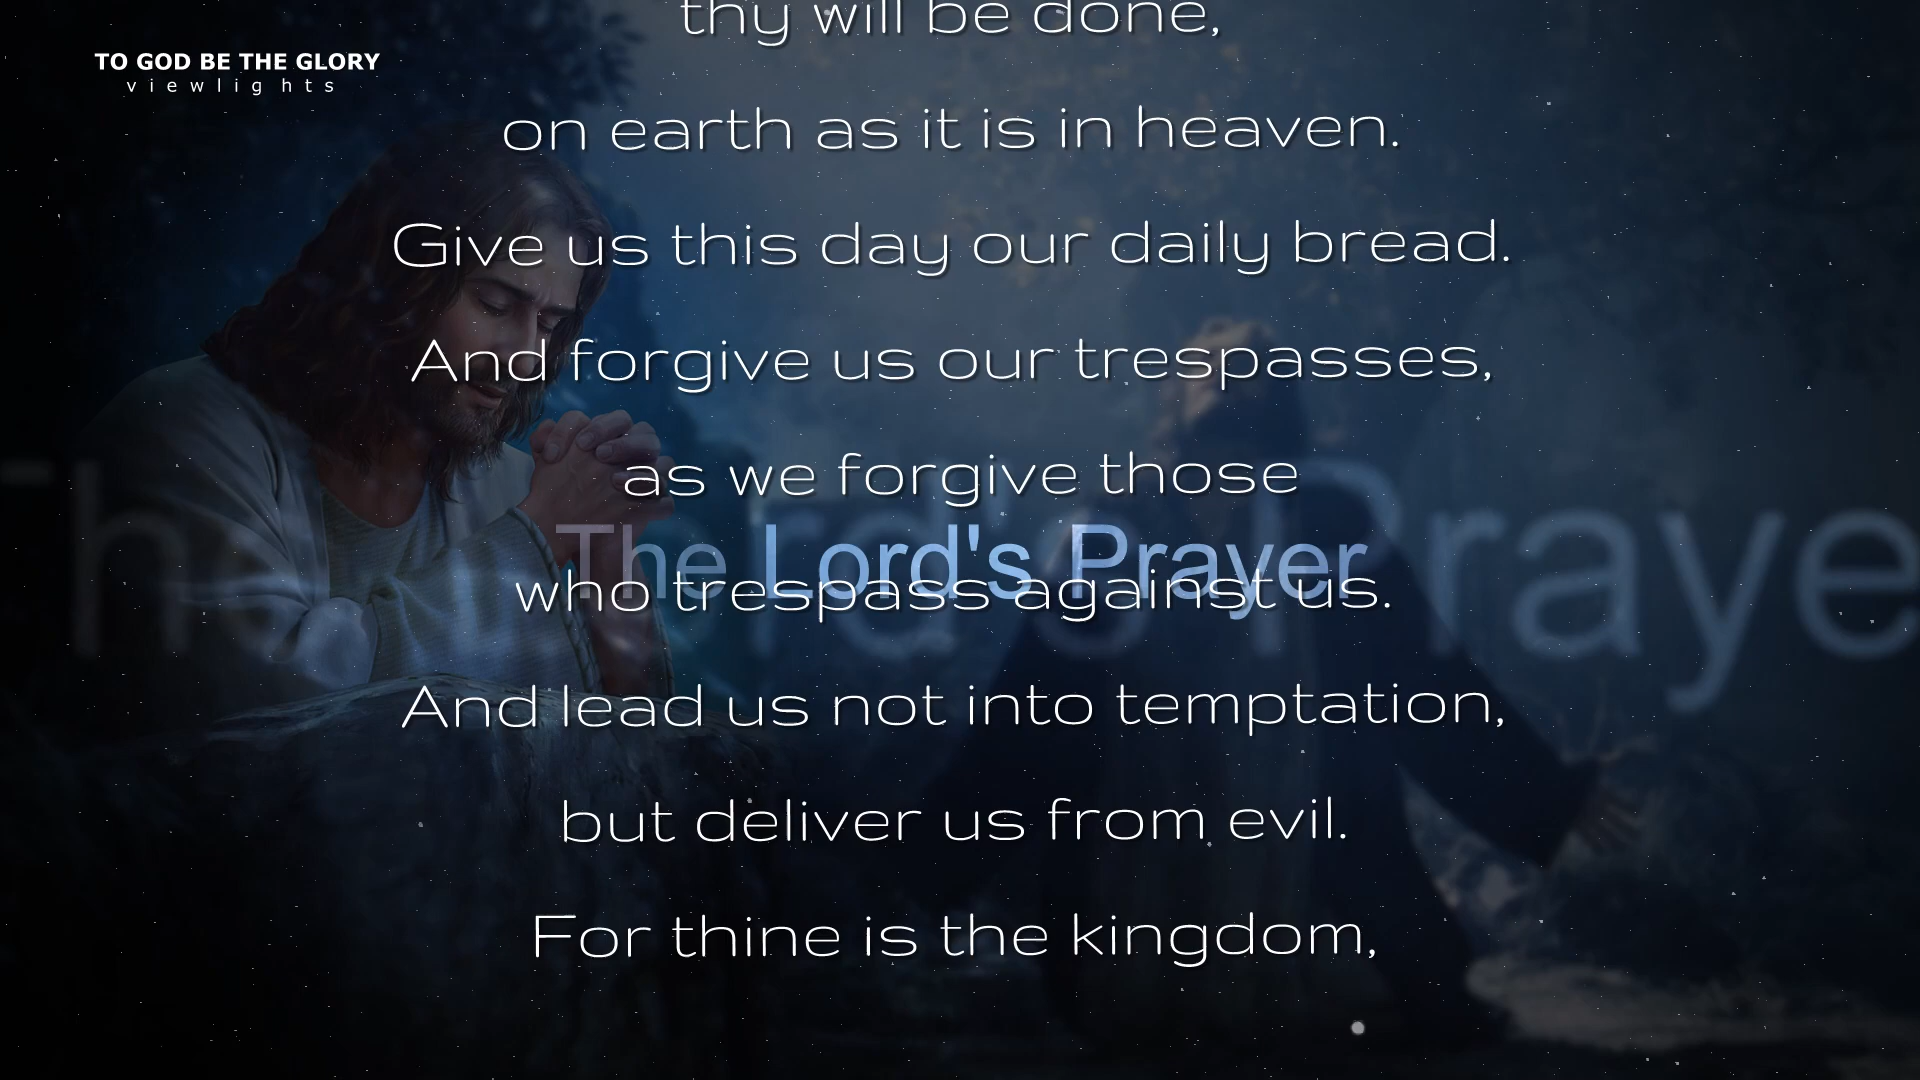 thy will be done,
TO GOD BE THE GLORY
viewlights
on earth as it is in heaven.
Give us this day our daily bread.
And forgive us our trespasses,
as we forgive those
The Lord's Prayer
who trespass against us.
And lead us not into temptation,
but deliver us from evil.
For thine is the kingdom,